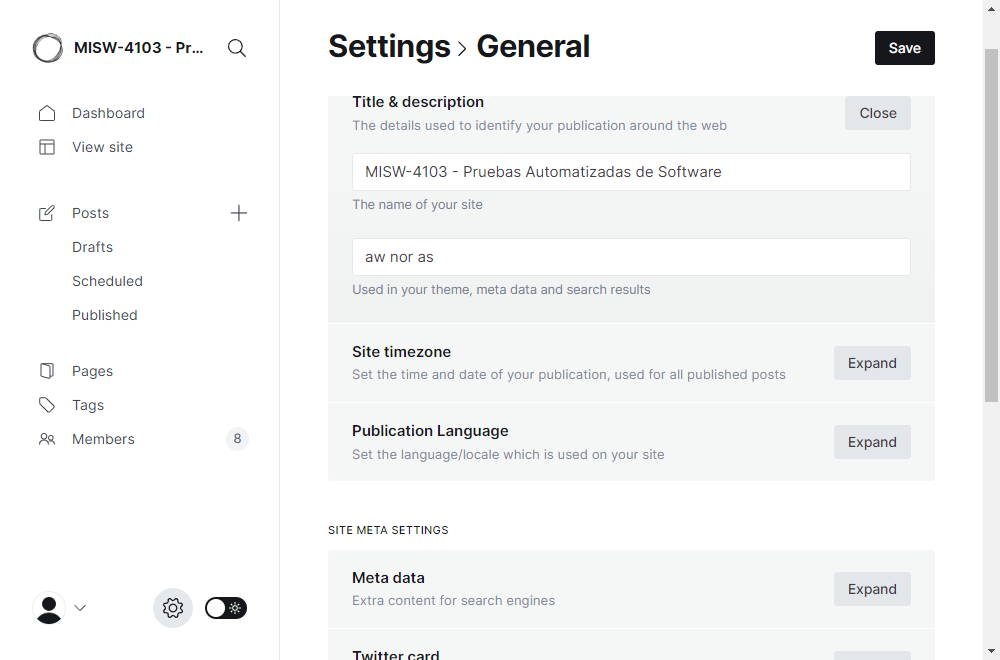 MISW-4103 - Pr...
Dashboard
View site
Posts
Drafts
Scheduled
Published
Pages
Tags
Members 8
Settings › General
Save
Title & description
The details used to identify your publication around the web
Close
MISW-4103 - Pruebas Automatizadas de Software
The name of your site
aw nor as
Used in your theme, meta data and search results
Site timezone
Set the time and date of your publication, used for all published posts
Expand
Publication Language
Set the language/locale which is used on your site
Expand
SITE META SETTINGS
Meta data
Extra content for search engines
Expand
Twitter card